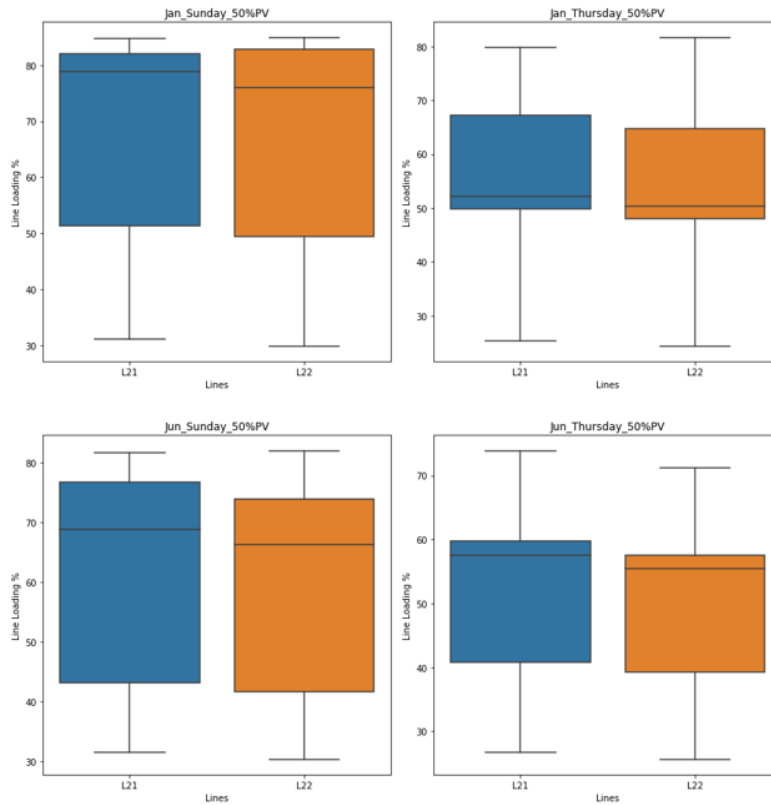 Jan_Sunday_50%PV
80
70
60
50
40
30
Line Loading %
L21
L22
Lines
Jan_Thursday_50%PV
80
70
60
50
40
30
Line Loading %
L21
L22
Lines
Jun_Sunday_50%PV
80
70
60
50
40
30
Line Loading %
L21
L22
Lines
Jun_Thursday_50%PV
70
60
50
40
30
Line Loading %
L21
L22
Lines